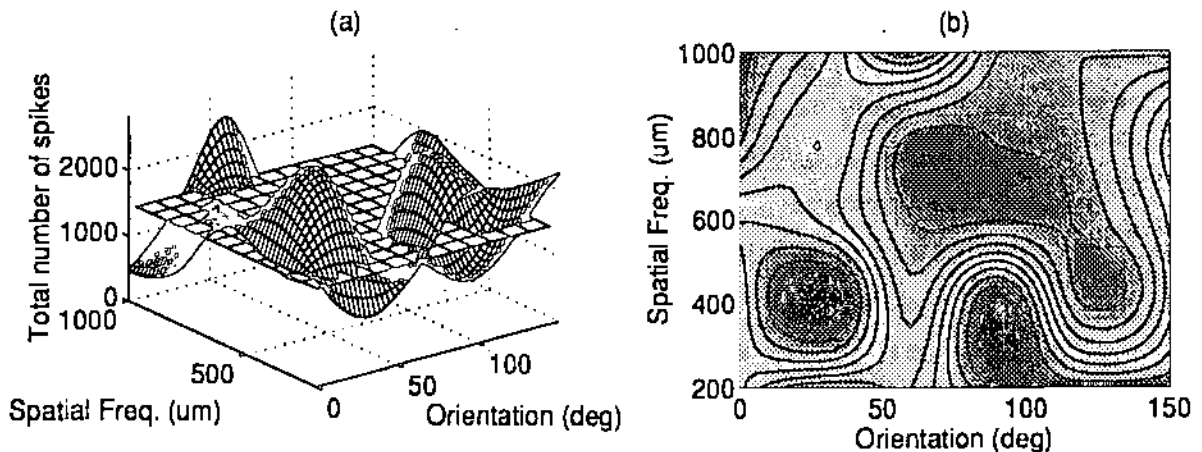 (a)
Total number of spikes
2000
1000
0
1000
500
0
50
100
Spatial Freq. (um)
Orientation (deg)
(b)
Spatial Freq. (um)
1000
800
600
400
200
0
50
100
150
Orientation (deg)